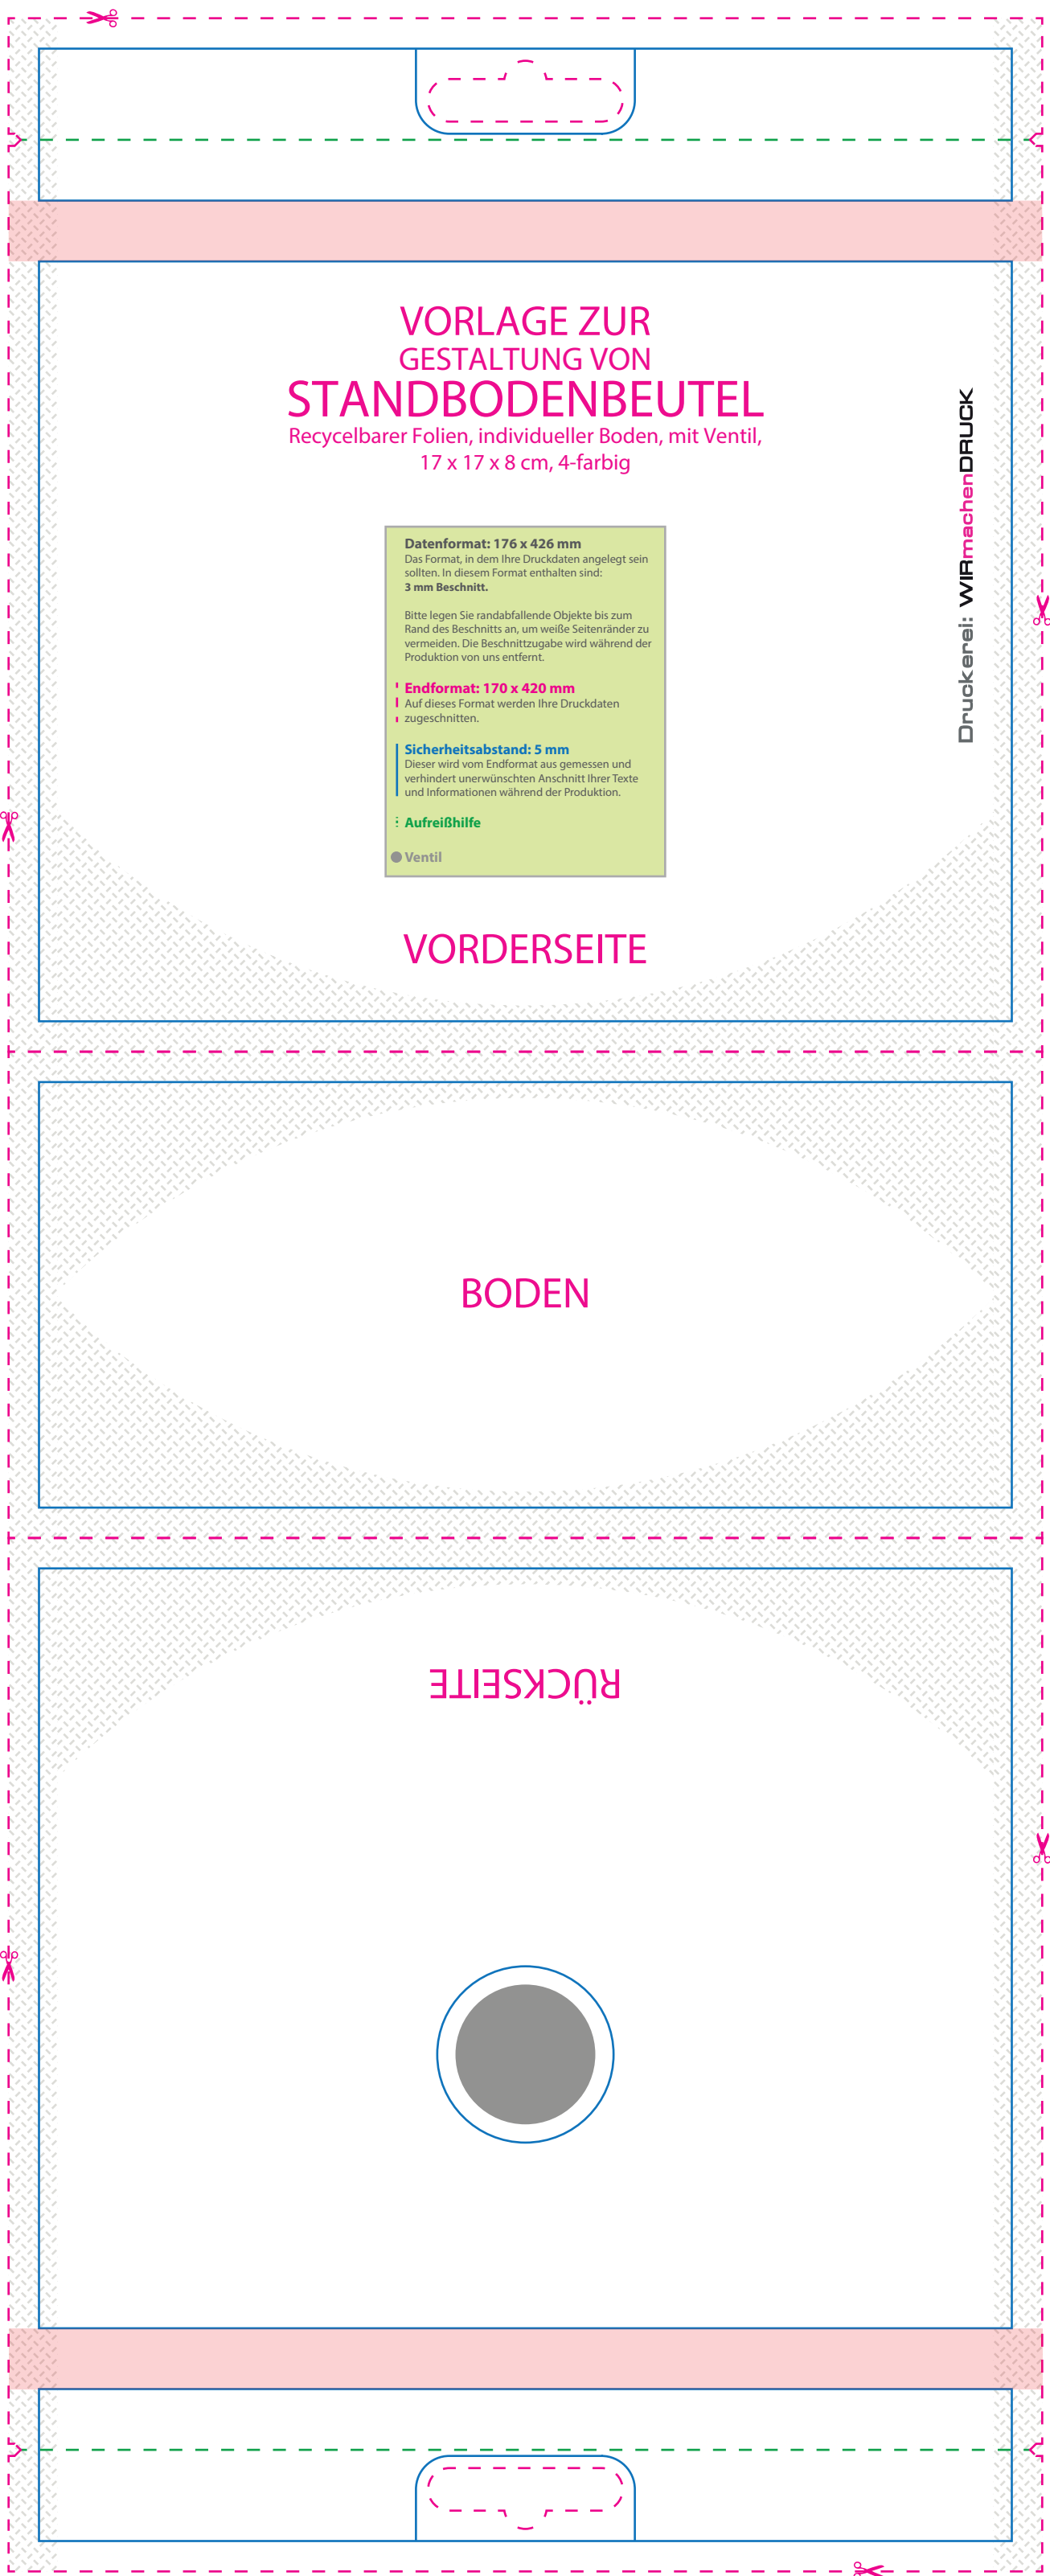 VORLAGE ZUR
GESTALTUNG VON
STANDBODENBEUTEL
Recycelbarer Folien, individueller Boden, mit Ventil,
17 x 17 x 8 cm, 4-farbig
Druckerei: WIRmachenDRUCK
Datenformat: 176 x 426 mm
Das Format, in dem Ihre Druckdaten angelegt sein
sollten. In diesem Format enthalten sind:
3 mm Beschnitt.
Bitte legen Sie randabfallende Objekte bis zum
Rand des Beschnitts an, um weiße Seitenränder zu
vermeiden. Die Beschnittzugabe wird während der
Produktion von uns entfernt.
Endformat: 170 x 420 mm
Auf dieses Format werden Ihre Druckdaten
zugeschnitten.
Sicherheitsabstand: 5 mm
Dieser wird vom Endformat aus gemessen und
verhindert unerwünschten Anschnitt Ihrer Texte
und Informationen während der Produktion.
Aufreißhilfe
Ventil
VORDERSEITE
BODEN
RÜCKSEITE